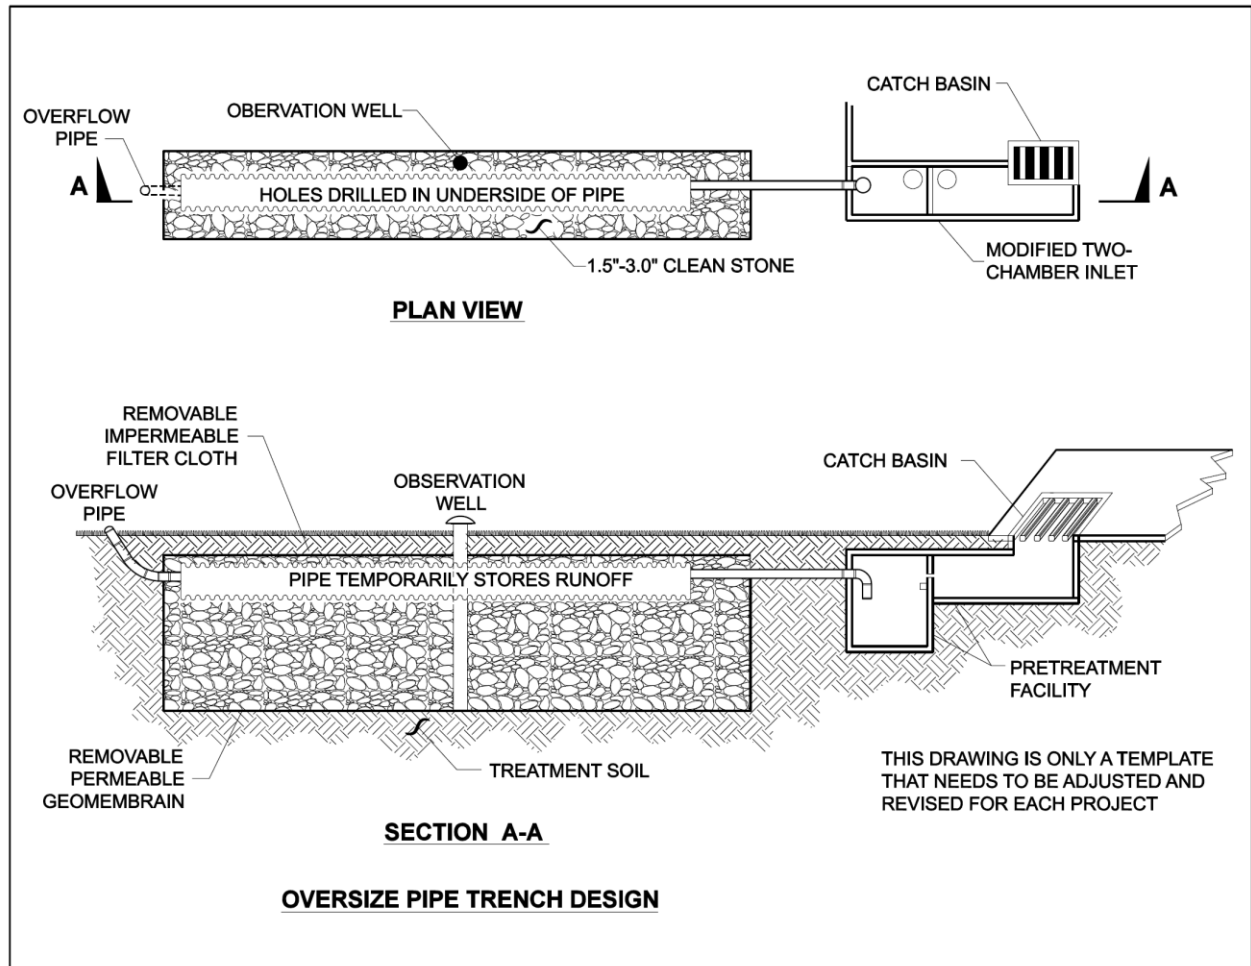 OVERFLOW
PIPE
OBERVATION WELL
CATCH BASIN
A
A
HOLES DRILLED IN UNDERSIDE OF PIPE
MODIFIED TWO-
CHAMBER INLET
1.5"-3.0" CLEAN STONE
PLAN VIEW
REMOVABLE
IMPERMEABLE
FILTER CLOTH
OVERFLOW
PIPE
OBSERVATION
WELL
CATCH BASIN
PIPE TEMPORARILY STORES RUNOFF
PRETREATMENT
FACILITY
REMOVABLE
PERMEABLE
GEOMEMBRAIN
TREATMENT SOIL
THIS DRAWING IS ONLY A TEMPLATE
THAT NEEDS TO BE ADJUSTED AND
REVISED FOR EACH PROJECT
SECTION A-A
OVERSIZE PIPE TRENCH DESIGN